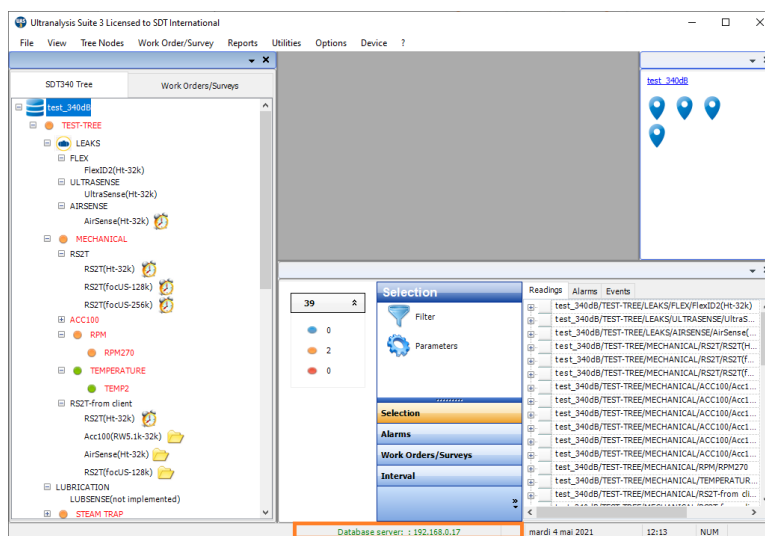 Ultranalysis Suite 3 Licensed to SDT International
File View Tree Nodes Work Order/Survey Reports Utilities Options Device ?
SDT340 Tree
Work Orders/Surveys
test_340dB
TEST-TREE
LEAKS
FLEX
FlexID2(Ht-32k)
ULTRASENSE
UltraSense(Ht-32k)
AIRSENSE
AirSense(Ht-32k)
MECHANICAL
RS2T
RS2T(Ht-32k)
RS2T(focUS-128k)
RS2T(focUS-256k)
ACC100
RPM
RPM270
TEMPERATURE
TEMP2
RS2T-from client
RS2T(Ht-32k)
Acc100(RW5.1k-32k)
AirSense(Ht-32k)
RS2T(focUS-128k)
LUBRICATION
LUBSENSE(not implemented)
STEAM TRAP
test_340dB
39
0
2
0
Selection
Filter
Parameters
Selection
Alarms
Work Orders/Surveys
Interval
Readings Alarms Events
test_340dB/TEST-TREE/LEAKS/FLEX/FlexID2(Ht-32k)
test_340dB/TEST-TREE/LEAKS/ULTRASENSE/UltraS...
test_340dB/TEST-TREE/LEAKS/AIRSENSE/AirSense(...
test_340dB/TEST-TREE/MECHANICAL/RS2T/RS2T(H...
test_340dB/TEST-TREE/MECHANICAL/RS2T/RS2T(f...
test_340dB/TEST-TREE/MECHANICAL/RS2T/RS2T(f...
test_340dB/TEST-TREE/MECHANICAL/ACC100/Acc1...
test_340dB/TEST-TREE/MECHANICAL/ACC100/Acc1...
test_340dB/TEST-TREE/MECHANICAL/ACC100/Acc1...
test_340dB/TEST-TREE/MECHANICAL/ACC100/Acc1...
test_340dB/TEST-TREE/MECHANICAL/ACC100/Acc1...
test_340dB/TEST-TREE/MECHANICAL/ACC100/Acc1...
test_340dB/TEST-TREE/MECHANICAL/RPM/RPM270
test_340dB/TEST-TREE/MECHANICAL/TEMPERATUR...
test_340dB/TEST-TREE/MECHANICAL/RS2T-from cli...
Database server: : 192.168.0.17
mardi 4 mai 2021
12:13
NUM